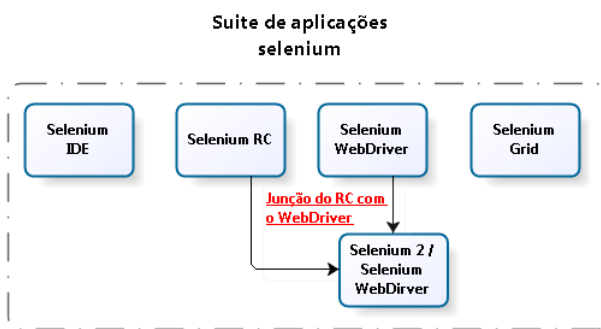 Suite de aplicações
selenium
Selenium
IDE
Selenium RC
Selenium
WebDriver
Selenium
Grid
Junção do RC com
o WebDriver
Selenium 2 /
Selenium
WebDirver